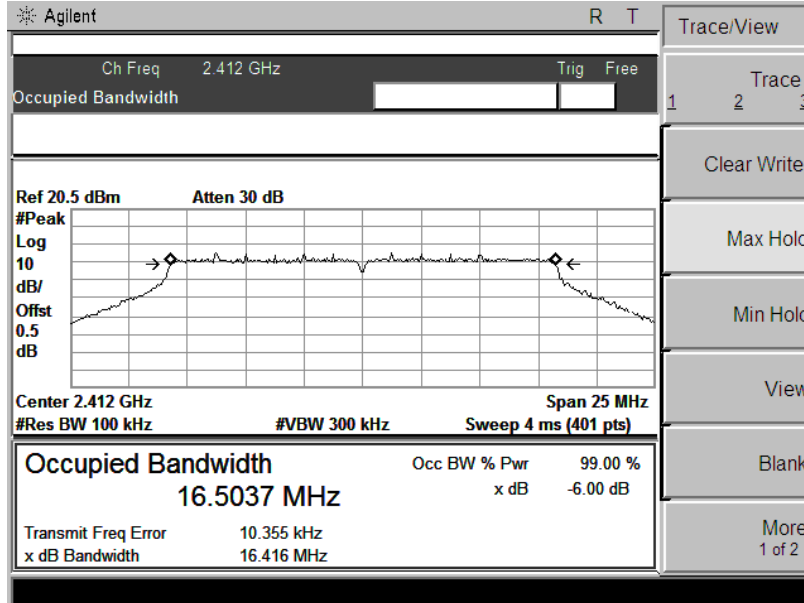 Agilent R T
Trace/View
Ch Freq 2.412 GHz Trig Free
Occupied Bandwidth
Trace
1 2 3
Clear Write
Max Hold
Min Hold
View
Blank
More
1 of 2
Ref 20.5 dBm Atten 30 dB
#Peak
Log
10
dB/
Offst
0.5
dB
Center 2.412 GHz Span 25 MHz
#Res BW 100 kHz #VBW 300 kHz Sweep 4 ms (401 pts)
Occupied Bandwidth
16.5037 MHz
Occ BW % Pwr 99.00 %
x dB -6.00 dB
Transmit Freq Error 10.355 kHz
x dB Bandwidth 16.416 MHz